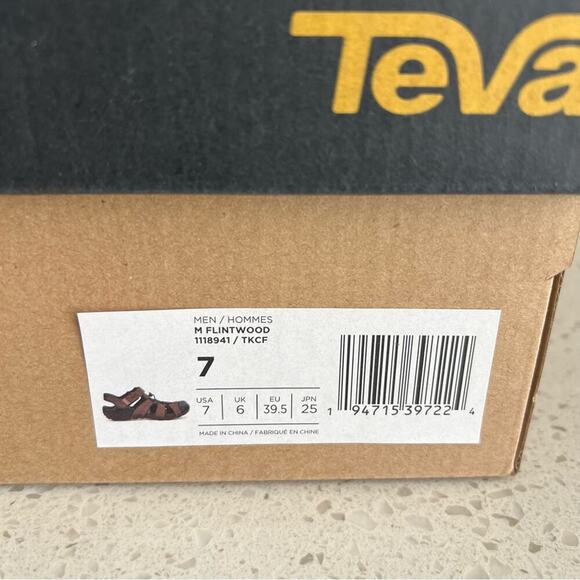 Teva
MEN / HOMMES
M FLINTWOOD
1118941 / TKCF
7
USA UK EU JPN
7 6 39.5 25
MADE IN CHINA / FABRIQUÉ EN CHINE
1 94715 39722 4